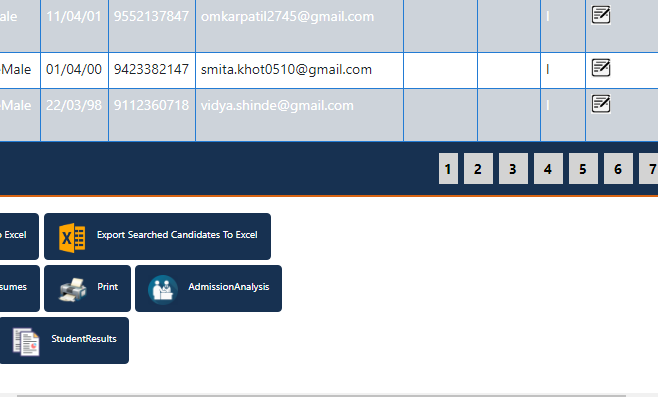 ale 11/04/01 9552137847 omkarpatil2745@gmail.com I
Male 01/04/00 9423382147 smita.khot0510@gmail.com I
Male 22/03/98 9112360718 vidya.shinde@gmail.com I
1 2 3 4 5 6 7
o Excel Export Searched Candidates To Excel
sumes Print AdmissionAnalysis
StudentResults